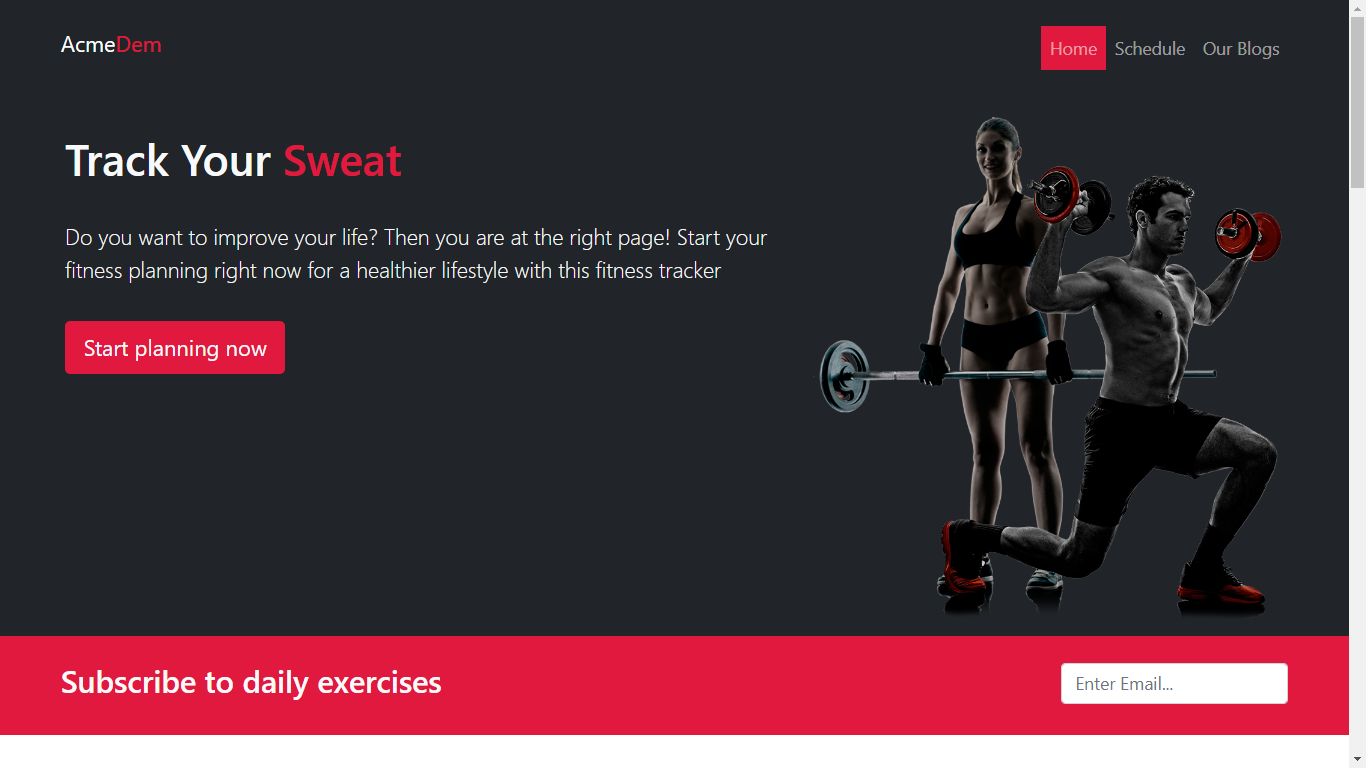 AcmeDem
Home Schedule Our Blogs
Track Your Sweat
Do you want to improve your life? Then you are at the right page! Start your
fitness planning right now for a healthier lifestyle with this fitness tracker
Start planning now
Subscribe to daily exercises
Enter Email...